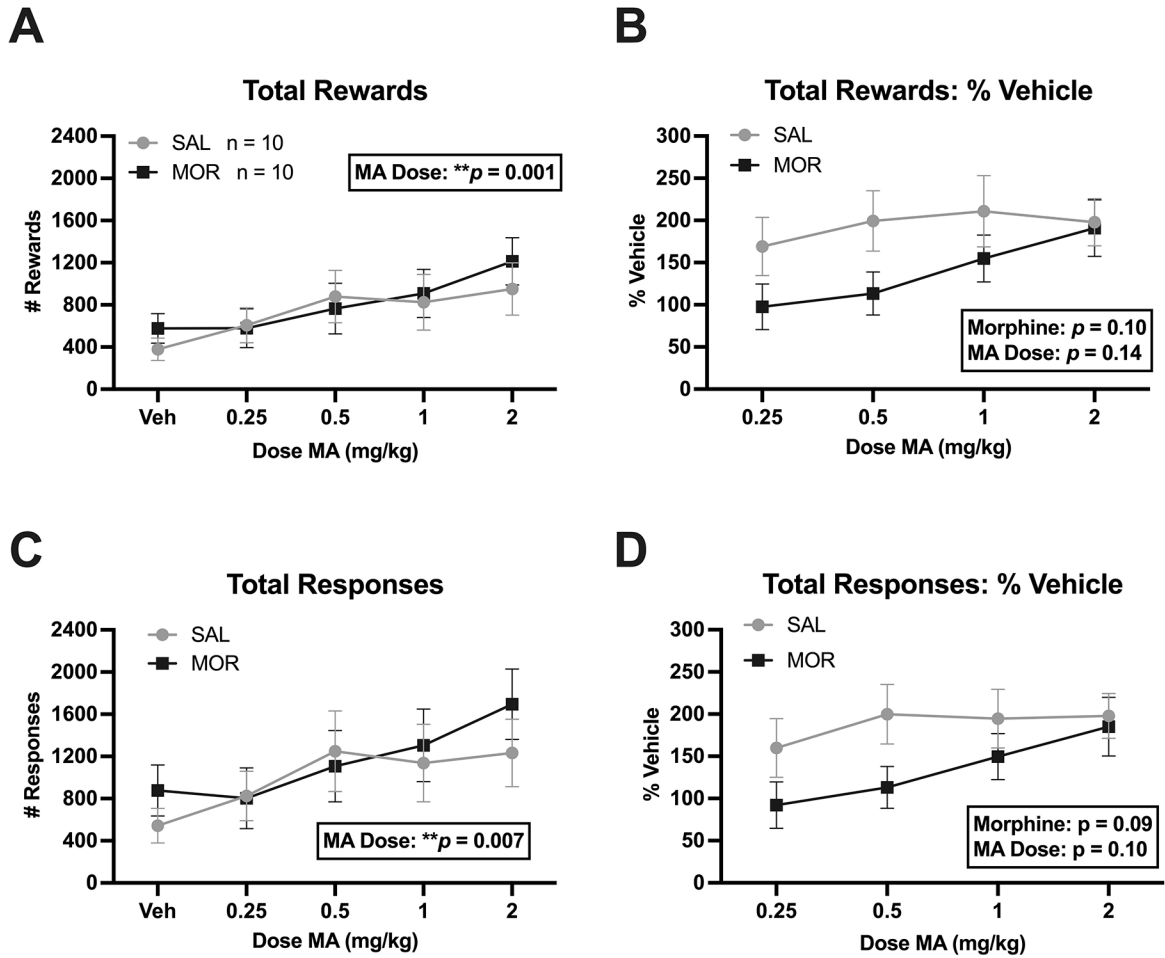 A
Total Rewards
2400
2000
1600
1200
800
400
0
# Rewards
SAL n = 10
MOR n = 10
MA Dose: **p = 0.001
Veh 0.25 0.5 1 2
Dose MA (mg/kg)
B
Total Rewards: % Vehicle
300
250
200
150
100
50
0
% Vehicle
SAL
MOR
Morphine: p = 0.10
MA Dose: p = 0.14
0.25 0.5 1 2
Dose MA (mg/kg)
C
Total Responses
2400
2000
1600
1200
800
400
0
# Responses
SAL
MOR
MA Dose: **p = 0.007
Veh 0.25 0.5 1 2
Dose MA (mg/kg)
D
Total Responses: % Vehicle
300
250
200
150
100
50
0
% Vehicle
SAL
MOR
Morphine: p = 0.09
MA Dose: p = 0.10
0.25 0.5 1 2
Dose MA (mg/kg)